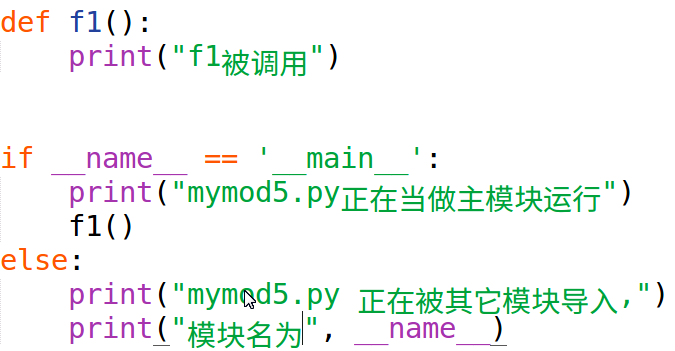 def f1():
    print("f1被调用")
if __name__ == '__main__':
    print("mymod5.py正在当做主模块运行")
    f1()
else:
    print("mymod5.py 正在被其它模块导入,")
    print("模块名为", __name__)